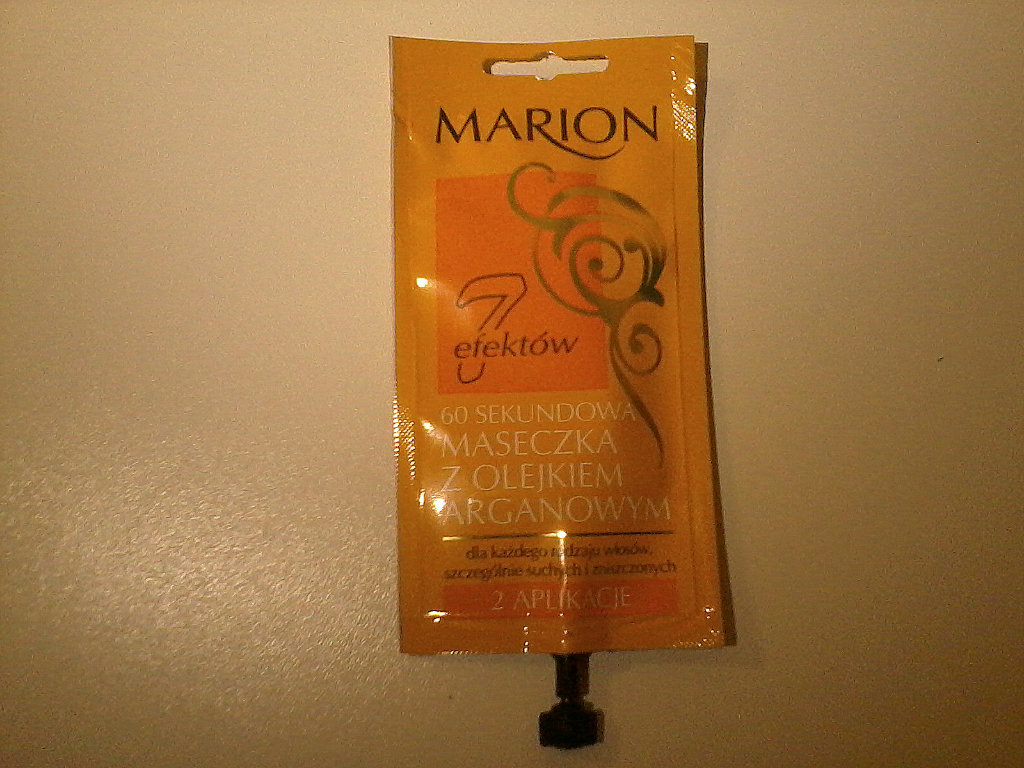 MARION
7
efektów
60 SEKUNDOWA
MASECZKA
Z OLEJKIEM
ARGANOWYM
dla każdego rodzaju włosów,
szczególnie suchych i zniszczonych
2 APLIKACJE